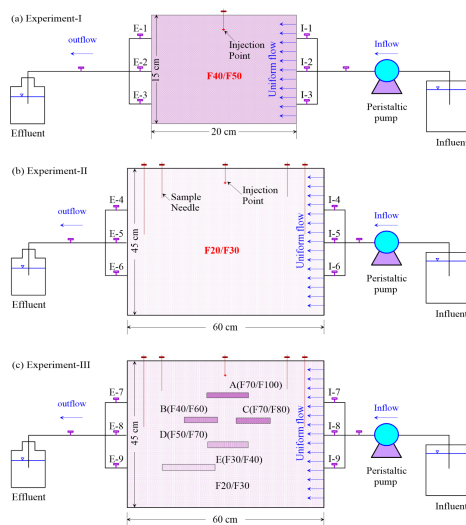 (a) Experiment-I
outflow
E-1
E-2
E-3
Effluent
15 cm
Injection
Point
F40/F50
Uniform flow
20 cm
I-1
I-2
I-3
Inflow
Peristaltic
pump
Influent
(b) Experiment-II
outflow
E-4
E-5
E-6
Effluent
45 cm
Sample
Needle
Injection
Point
F20/F30
Uniform flow
60 cm
I-4
I-5
I-6
Inflow
Peristaltic
pump
Influent
(c) Experiment-III
outflow
E-7
E-8
E-9
Effluent
45 cm
A(F70/F100)
B(F40/F60)
C(F70/F80)
D(F50/F70)
E(F30/F40)
F20/F30
Uniform flow
60 cm
I-7
I-8
I-9
Inflow
Peristaltic
pump
Influent